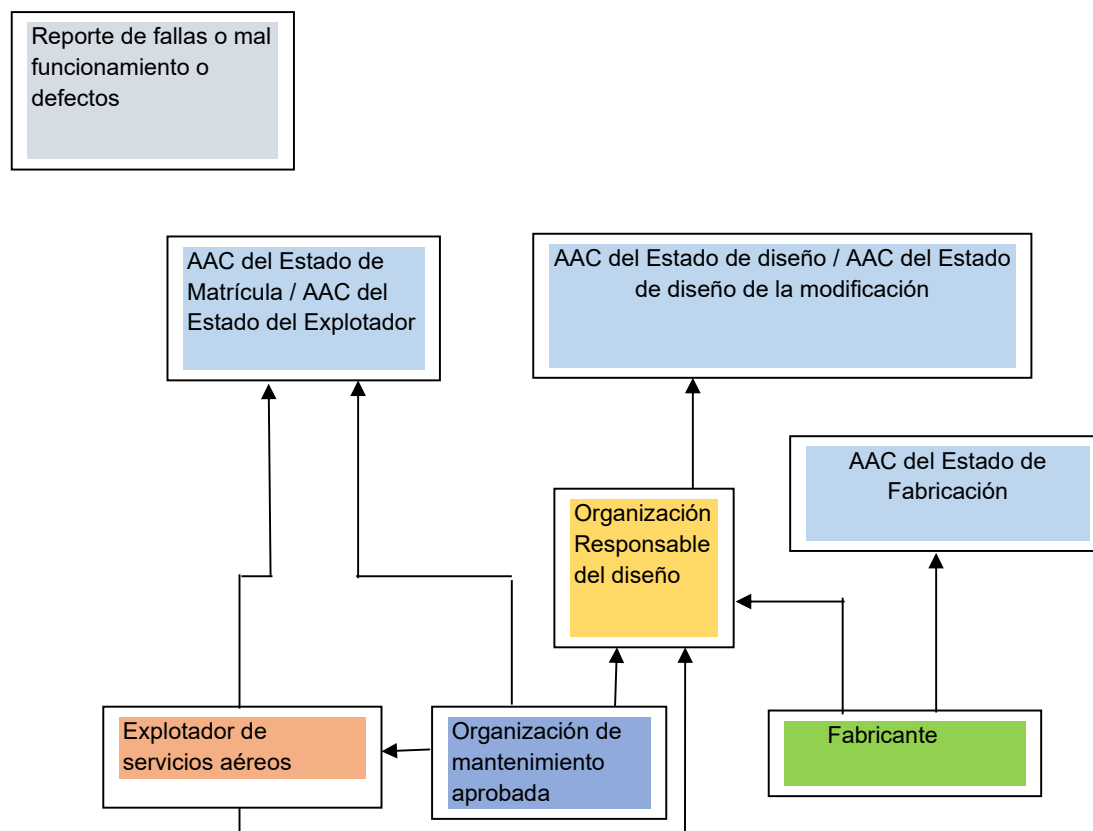 Reporte de fallas o mal
funcionamiento o
defectos
AAC del Estado de
Matrícula / AAC del
Estado del Explotador
AAC del Estado de diseño / AAC del Estado
de diseño de la modificación
AAC del Estado de
Fabricación
Organización
Responsable
del diseño
Explotador de
servicios aéreos
Organización de
mantenimiento
aprobada
Fabricante